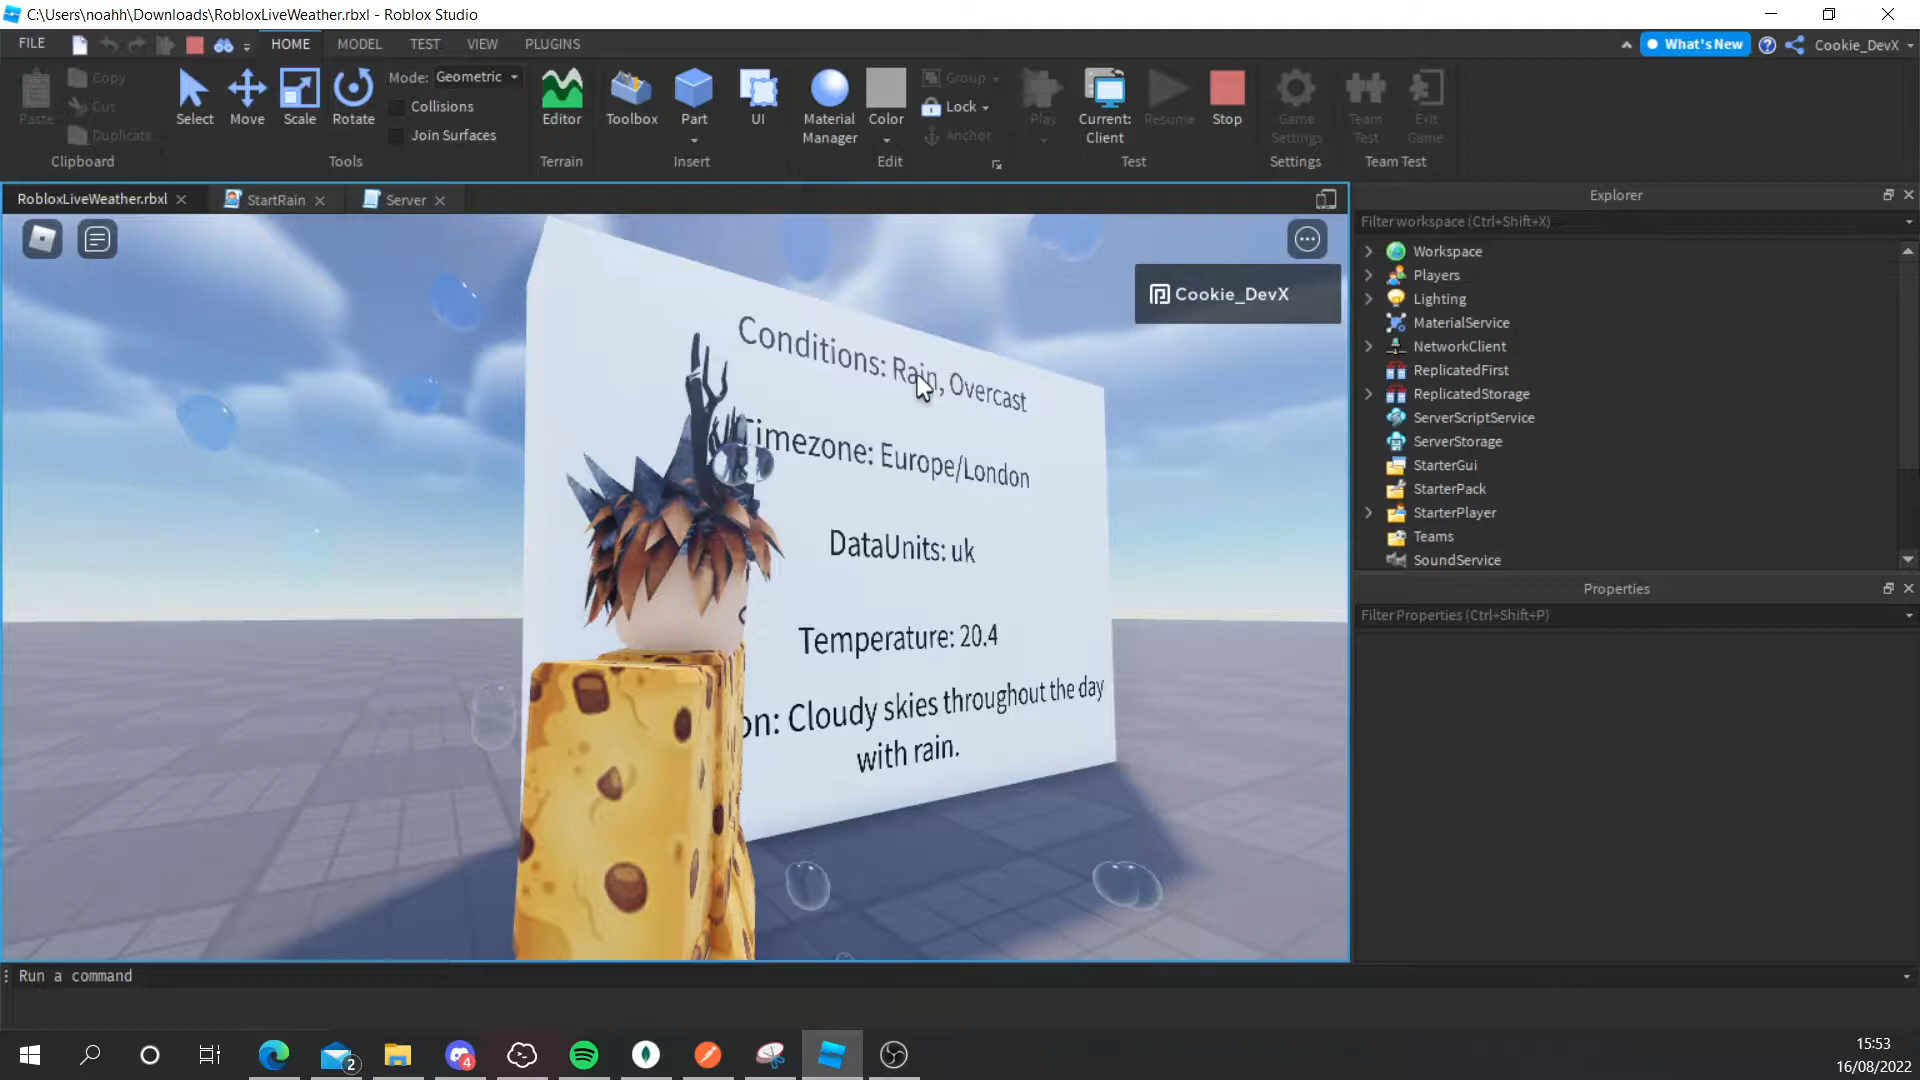 C:\Users\noahh\Downloads\RobloxLiveWeather.rbxl - Roblox Studio
FILE HOME MODEL TEST VIEW PLUGINS What's New Cookie_DevX
Paste
Copy
Cut
Duplicate
Clipboard
Select Move Scale Rotate
Mode: Geometric
Collisions
Join Surfaces
Tools
Editor
Terrain
Toolbox Part UI
Insert
Material Manager
Color
Group
Lock
Anchor
Edit
Play
Current: Client
Resume Stop
Test
Game Settings
Settings
Team Test
Exit Game
Team Test
RobloxLiveWeather.rbxl StartRain Server
Cookie_DevX
Conditions: Rain, Overcast
Timezone: Europe/London
DataUnits: uk
Temperature: 20.4
on: Cloudy skies throughout the day
with rain.
Explorer
Filter workspace (Ctrl+Shift+X)
Workspace
Players
Lighting
MaterialService
NetworkClient
ReplicatedFirst
ReplicatedStorage
ServerScriptService
ServerStorage
StarterGui
StarterPack
StarterPlayer
Teams
SoundService
Properties
Filter Properties (Ctrl+Shift+P)
Run a command
2
4
15:53
16/08/2022